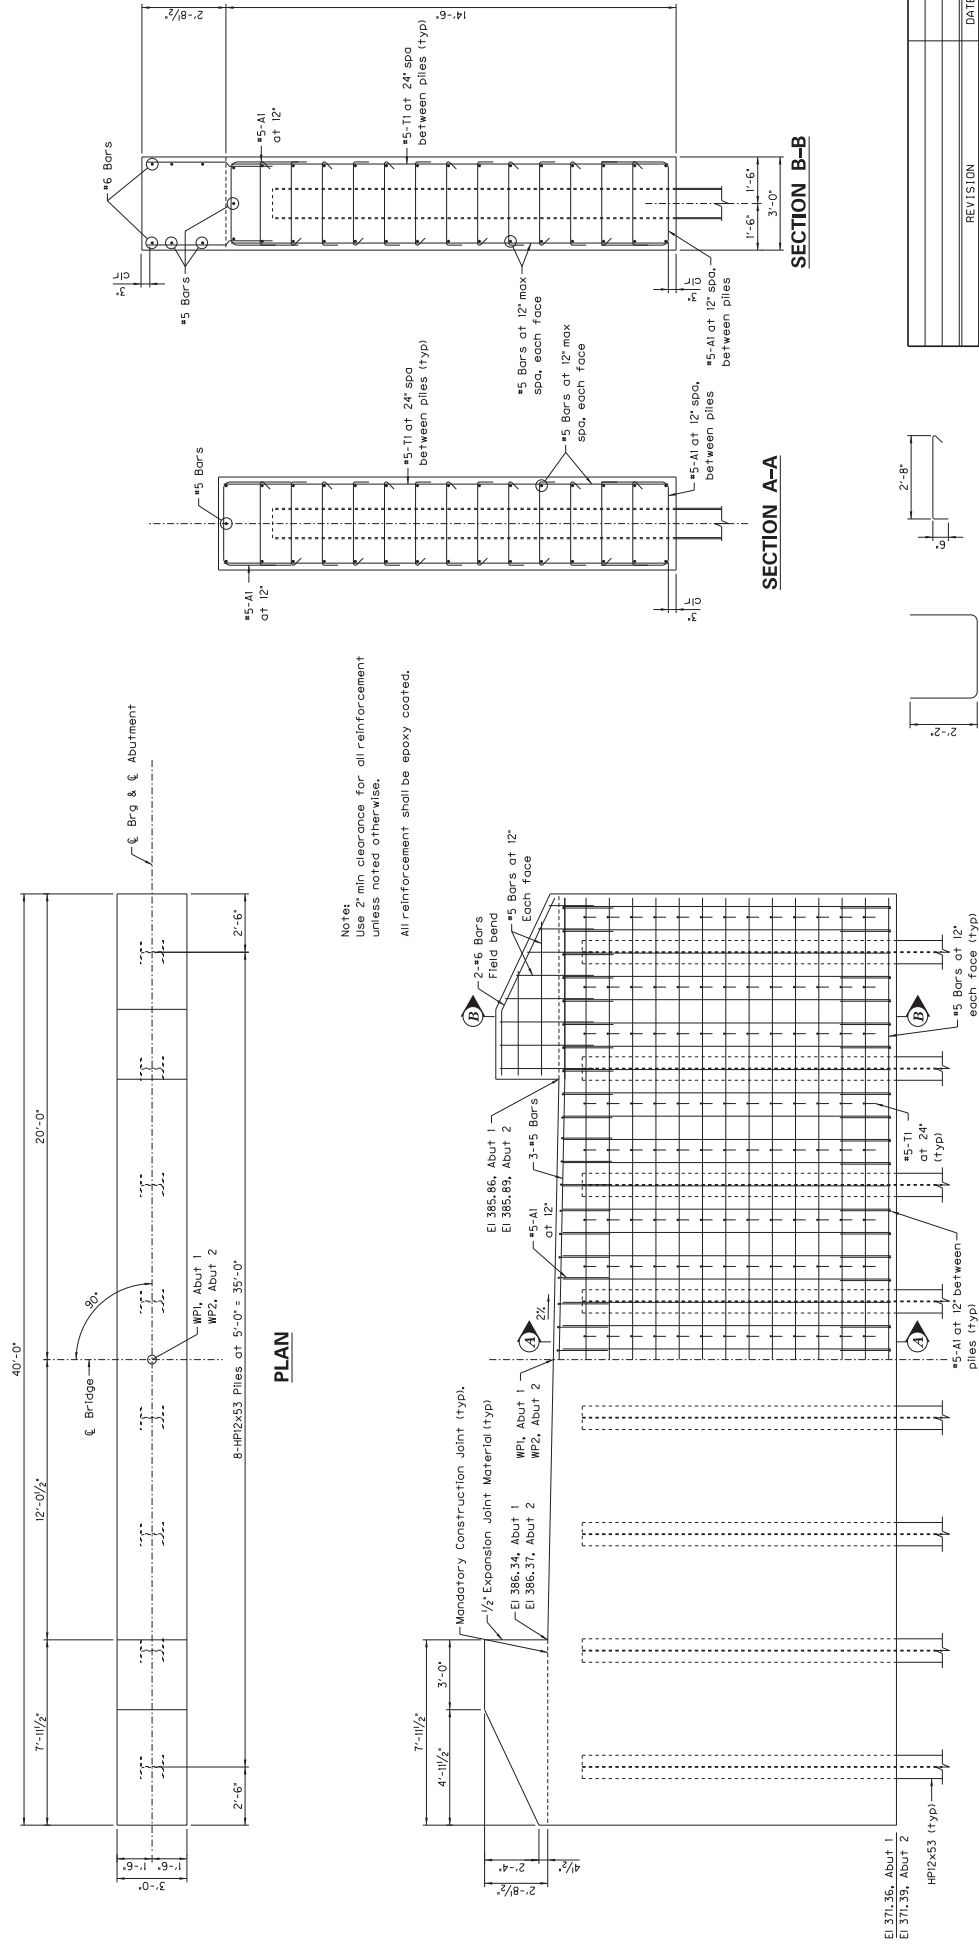 40'-0"
20'-0"
12'-0½"
7'-11½"
℄ Bridge
90°
℄ Brg & ℄ Abutment
WP1, Abut 1
WP2, Abut 2
1'-6"
1'-6"
3'-0"
2'-6"
8-HP12x53 Piles at 5'-0" = 35'-0"
2'-6"
PLAN
Note:
Use 2" min clearance for all reinforcement
unless noted otherwise.
All reinforcement shall be epoxy coated.
7'-11½"
4'-11½"
3'-0"
2'-8½"
2'-4"
4½"
Mandatory Construction Joint (typ).
½" Expansion Joint Material (typ)
El 386.34, Abut 1
El 386.37, Abut 2
WP1, Abut 1
WP2, Abut 2
2%
#5-A1
at 12"
3-#5 Bars
El 385.86, Abut 1
El 385.89, Abut 2
2-#6 Bars
Field bend
#5 Bars at 12"
Each face
A
A
B
B
El 371.36, Abut 1
El 371.39, Abut 2
HP12x53 (typ)
#5-A1 at 12" between
piles (typ)
#5-T1
at 24"
(typ)
#5 Bars at 12"
each face (typ)
#5 Bars
#5-A1
at 12"
#5-T1 at 24" spa
between piles (typ)
#5 Bars at 12" max
spa, each face
#5-A1 at 12" spa,
between piles
3"
Clr
SECTION A-A
#6 Bars
2'-8½"
14'-6"
3"
Clr
#5 Bars
#5-A1
at 12"
#5-T1 at 24" spa
between piles (typ)
#5 Bars at 12" max
spa, each face
#5-A1 at 12" spa,
between piles
3"
Clr
1'-6"
1'-6"
3'-0"
SECTION B-B
2'-2"
2'-8"
6"
REVISION
DATE